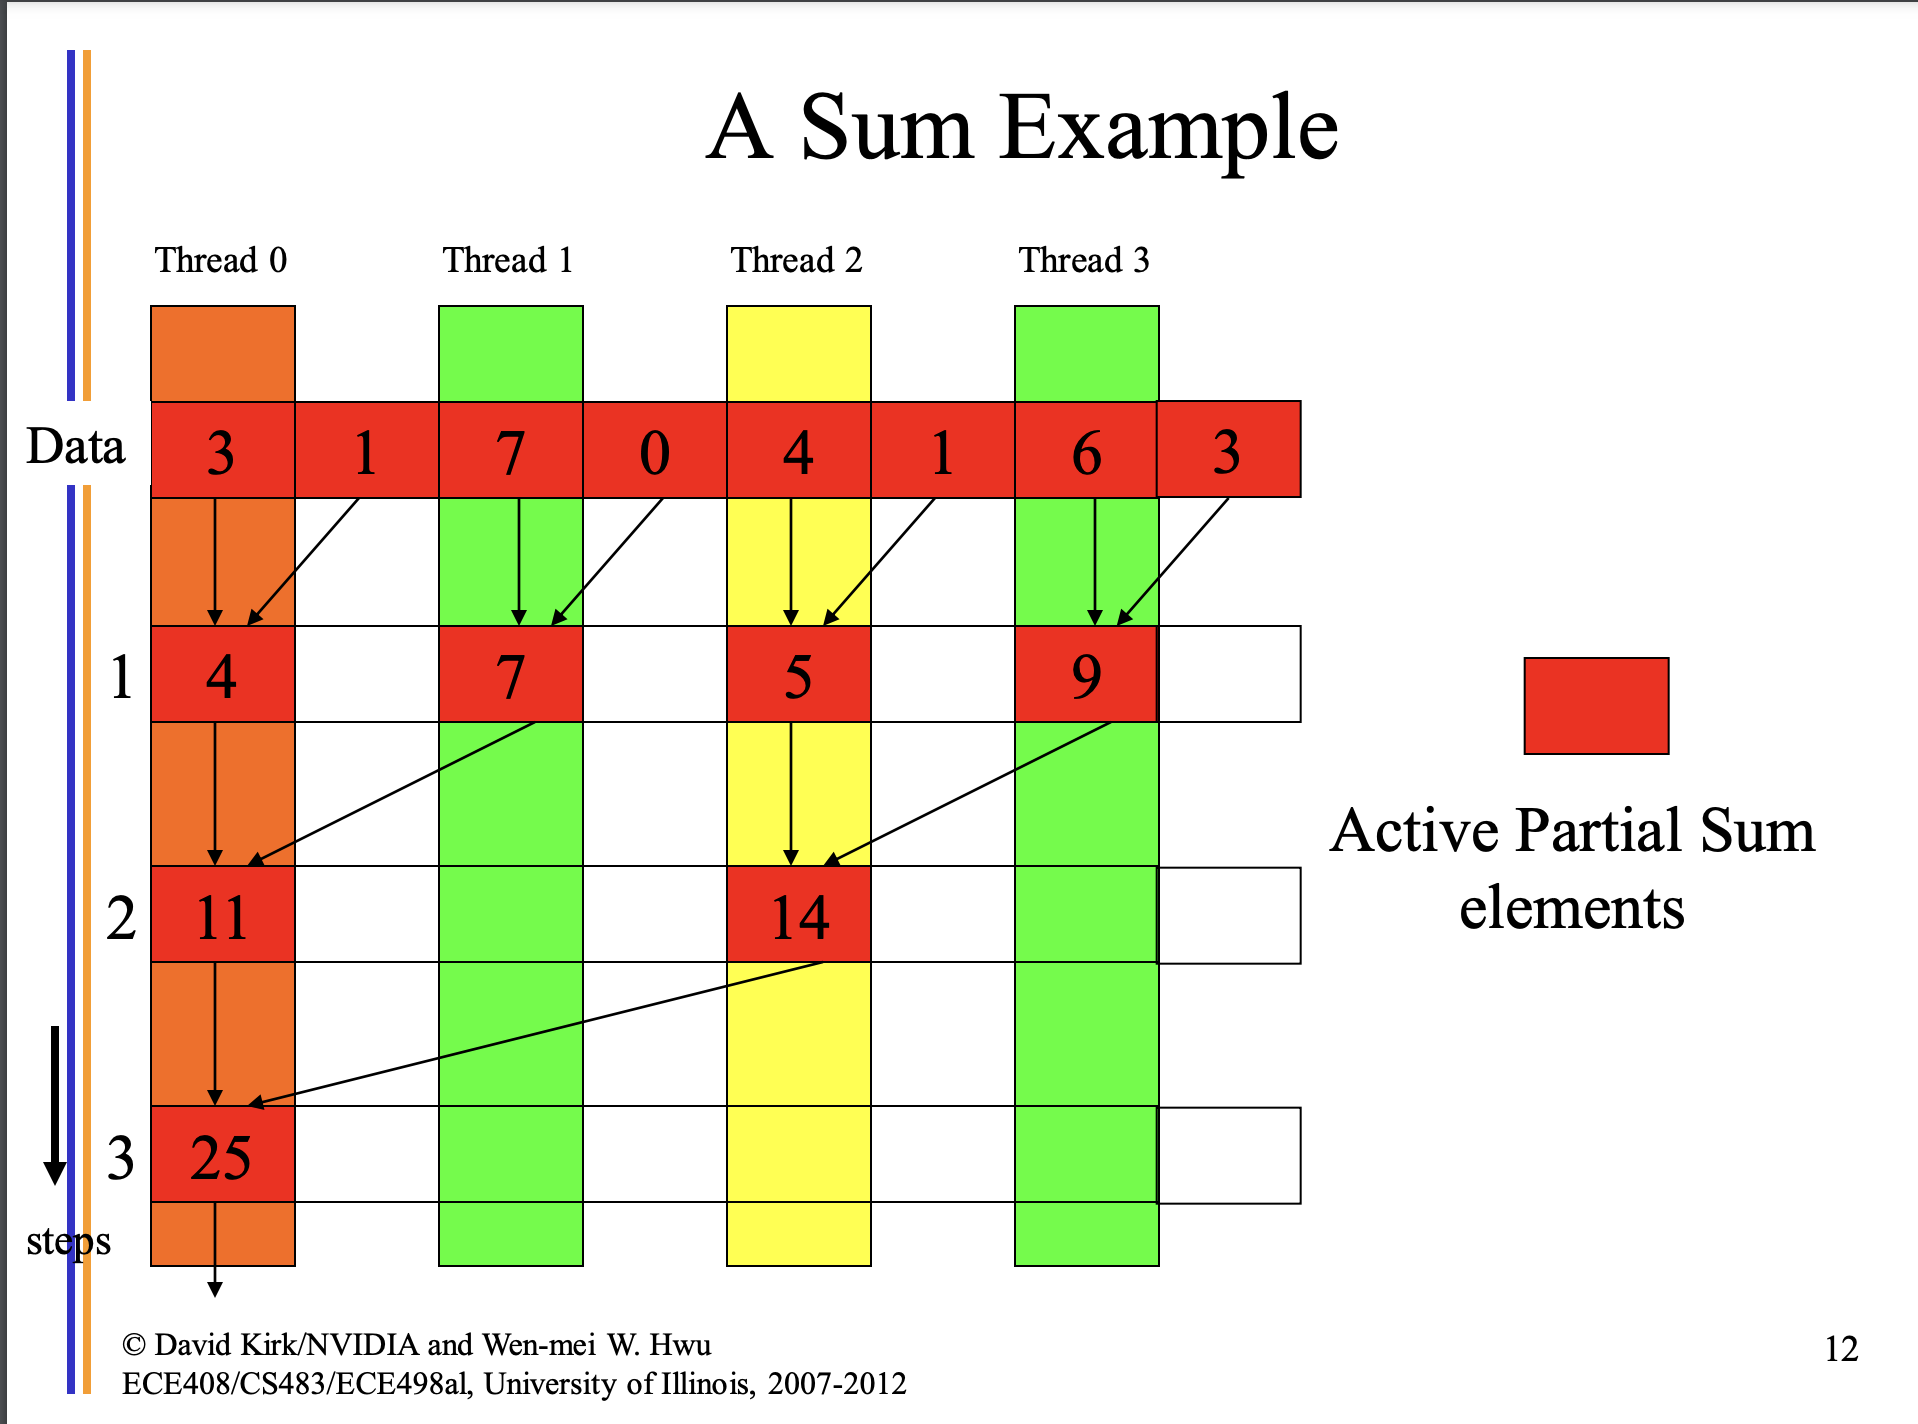 A Sum Example
Thread 0 Thread 1 Thread 2 Thread 3
Data 3 1 7 0 4 1 6 3
1 4 7 5 9
Active Partial Sum
elements
2 11 14
3 25
steps
© David Kirk/NVIDIA and Wen-mei W. Hwu
ECE408/CS483/ECE498al, University of Illinois, 2007-2012
12